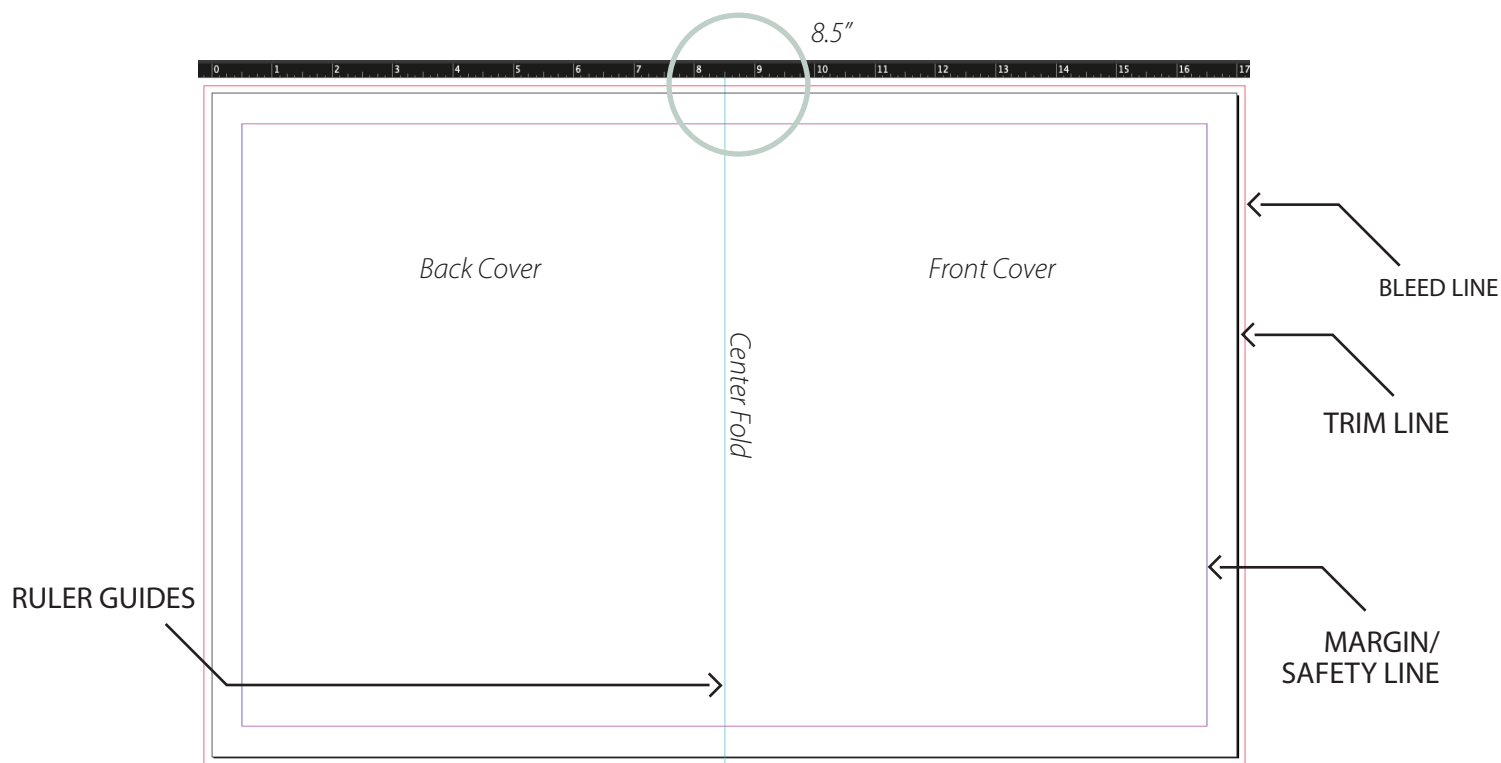 8.5”
0 1 2 3 4 5 6 7 8 9 10 11 12 13 14 15 16 17
Back Cover
Front Cover
BLEED LINE
Center Fold
TRIM LINE
RULER GUIDES
MARGIN/
SAFETY LINE